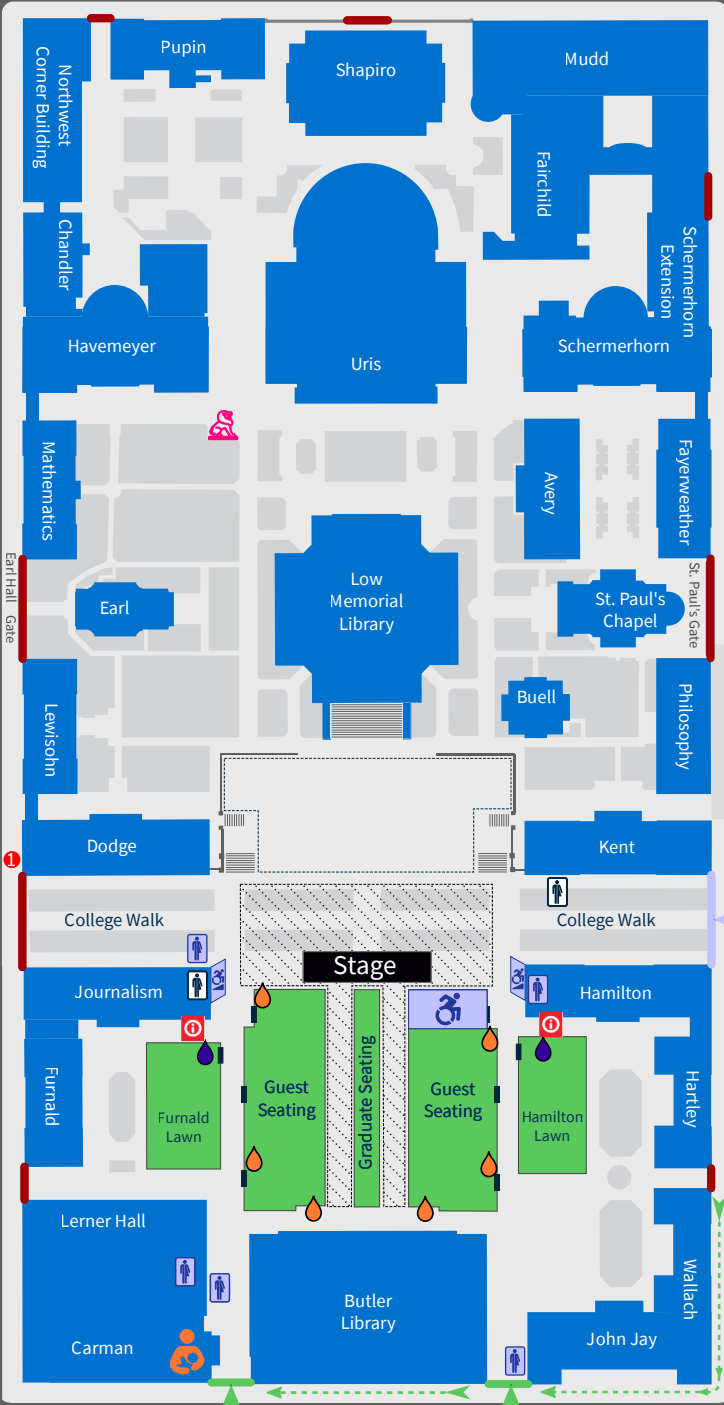 Pupin
Shapiro
Mudd
Northwest
Corner Building
Fairchild
Chandler
Schermerhorn
Extension
Havemeyer
Uris
Schermerhorn
Mathematics
Avery
Fayerweather
Earl Hall Gate
Earl
Low
Memorial
Library
St. Paul's
Chapel
St. Paul's Gate
Lewisohn
Buell
Philosophy
Dodge
Kent
1
College Walk
College Walk
Stage
Journalism
Hamilton
Furnald
Furnald
Lawn
Guest
Seating
Graduate Seating
Guest
Seating
Hamilton
Lawn
Hartley
Lerner Hall
Carman
Butler
Library
John Jay
Wallach